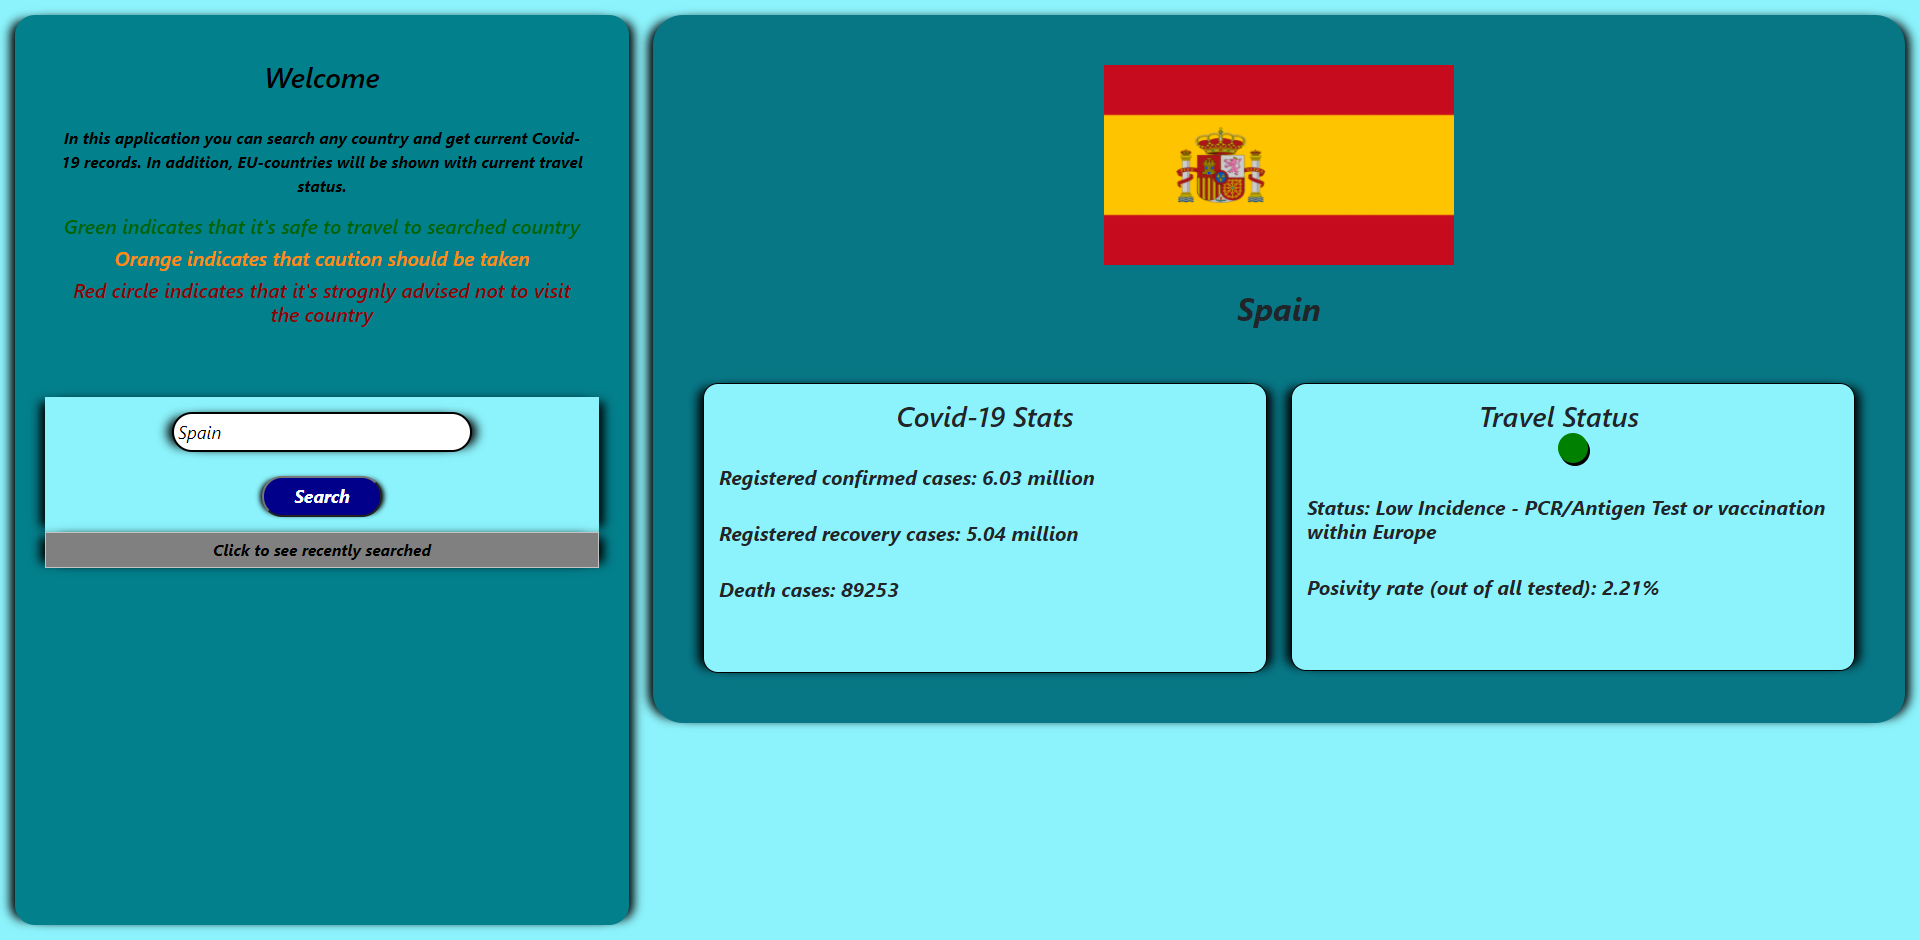 Welcome
In this application you can search any country and get current Covid-
19 records. In addition, EU-countries will be shown with current travel
status.
Green indicates that it's safe to travel to searched country
Orange indicates that caution should be taken
Red circle indicates that it's strognly advised not to visit
the country
Spain
Search
Click to see recently searched
Spain
Covid-19 Stats
Registered confirmed cases: 6.03 million
Registered recovery cases: 5.04 million
Death cases: 89253
Travel Status
Status: Low Incidence - PCR/Antigen Test or vaccination
within Europe
Posivity rate (out of all tested): 2.21%